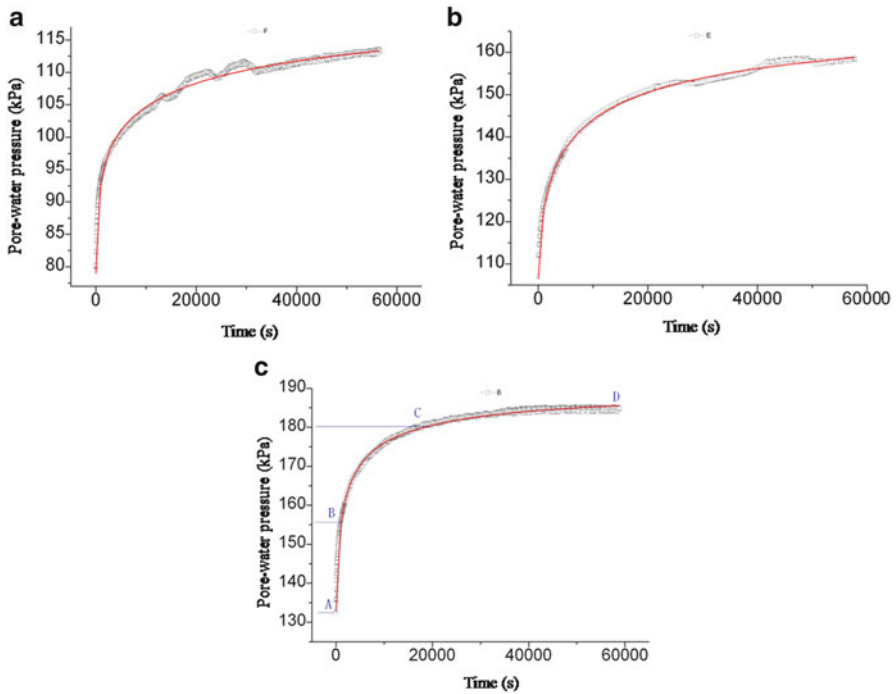 a
F
115
110
105
100
95
90
85
80
Pore-water pressure (kPa)
0 20000 40000 60000
Time (s)
b
E
160
150
140
130
120
110
Pore-water pressure (kPa)
0 20000 40000 60000
Time (s)
c
B
190
180
170
160
150
140
130
Pore-water pressure (kPa)
A
B
C
D
0 20000 40000 60000
Time (s)